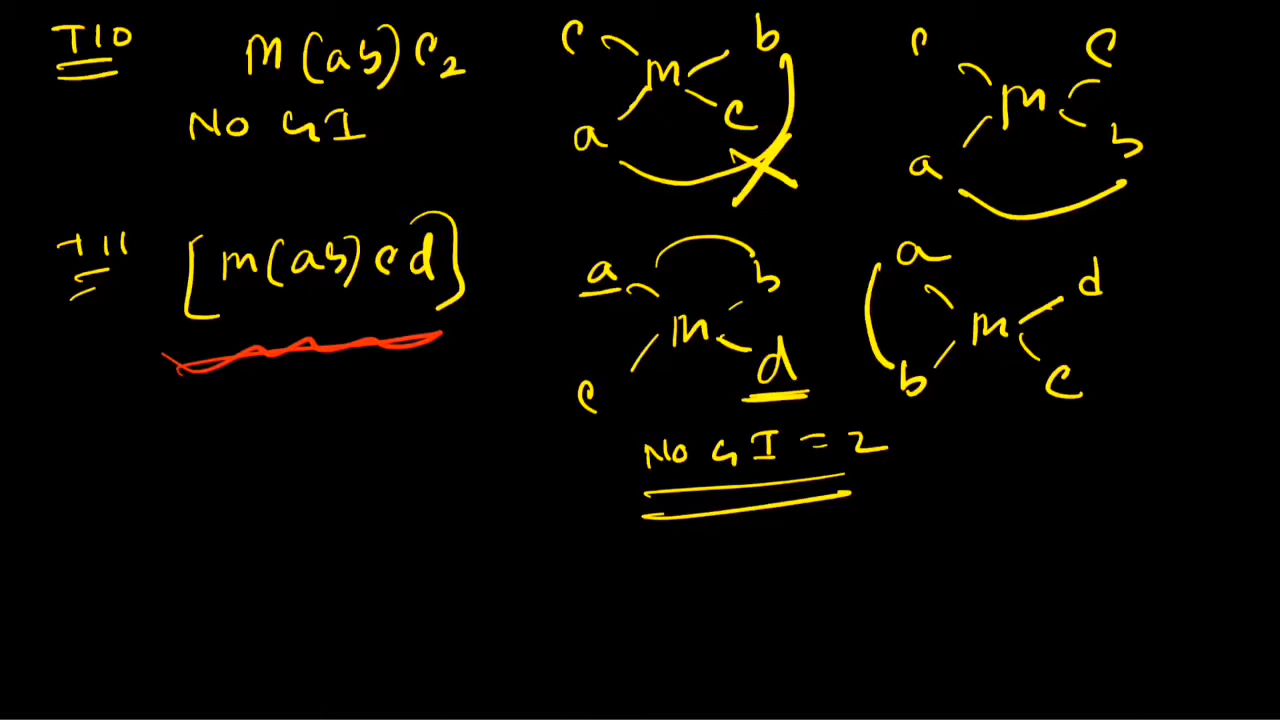 T10 M(ab)c2
No GI
c M b
a c
c M c
a b
T11 [M(ab)cd]
a b
M
c d
a d
M
b c
No GI = 2